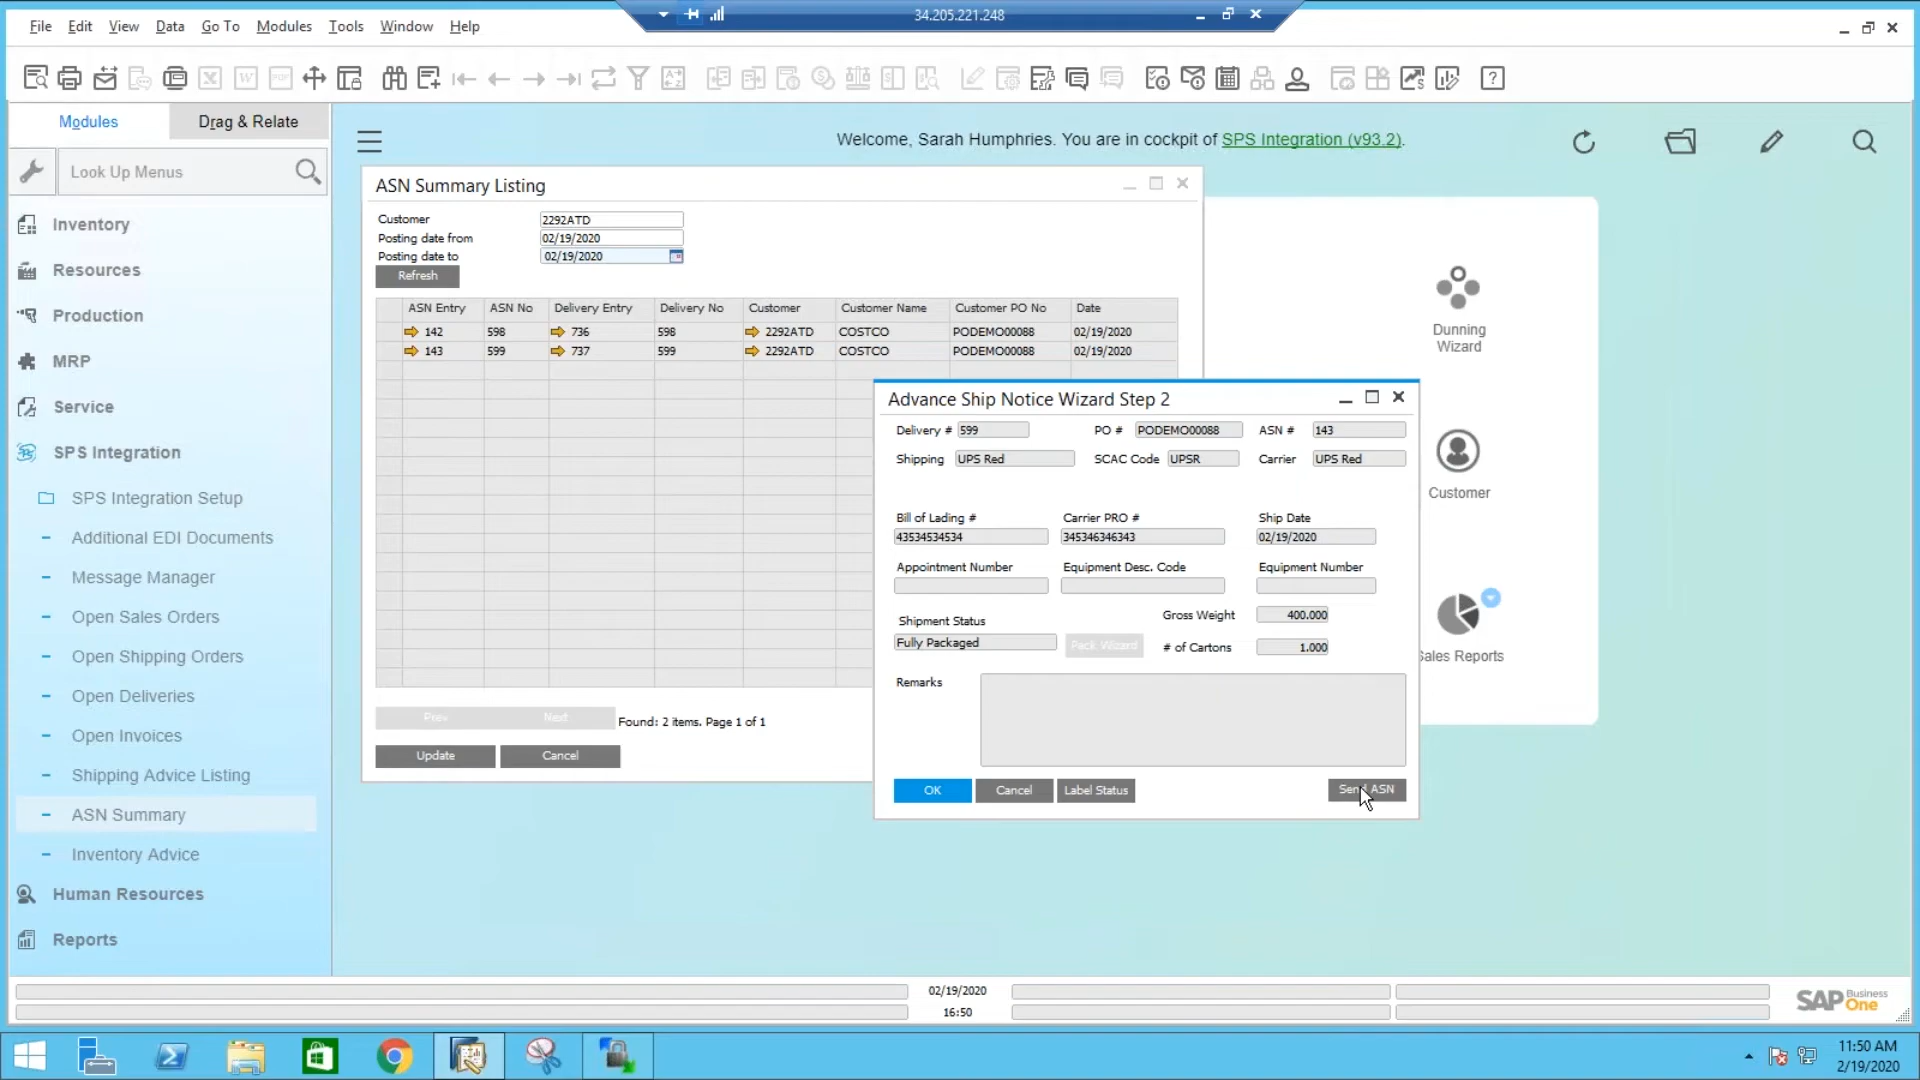 34.205.221.248
File Edit View Data Go To Modules Tools Window Help
Modules Drag & Relate
Welcome, Sarah Humphries. You are in cockpit of SPS Integration (v93.2).
Look Up Menus
Inventory
Resources
Production
MRP
Service
SPS Integration
SPS Integration Setup
Additional EDI Documents
Message Manager
Open Sales Orders
Open Shipping Orders
Open Deliveries
Open Invoices
Shipping Advice Listing
ASN Summary
Inventory Advice
Human Resources
Reports
ASN Summary Listing
Customer 2292ATD
Posting date from 02/19/2020
Posting date to 02/19/2020
Refresh
ASN Entry ASN No Delivery Entry Delivery No Customer Customer Name Customer PO No Date
142 598 736 598 2292ATD COSTCO PODEMO00088 02/19/2020
143 599 737 599 2292ATD COSTCO PODEMO00088 02/19/2020
Prev Next Found: 2 items. Page 1 of 1
Update Cancel
Advance Ship Notice Wizard Step 2
Delivery # 599 PO # PODEMO00088 ASN # 143
Shipping UPS Red SCAC Code UPSR Carrier UPS Red
Bill of Lading # Carrier PRO # Ship Date
43534534534 345346346343 02/19/2020
Appointment Number Equipment Desc. Code Equipment Number
Shipment Status Gross Weight 400.000
Fully Packaged Pack Wizard # of Cartons 1.000
Remarks
OK Cancel Label Status Send ASN
Dunning
Wizard
Customer
Sales Reports
02/19/2020
16:50
SAP Business One
11:50 AM
2/19/2020